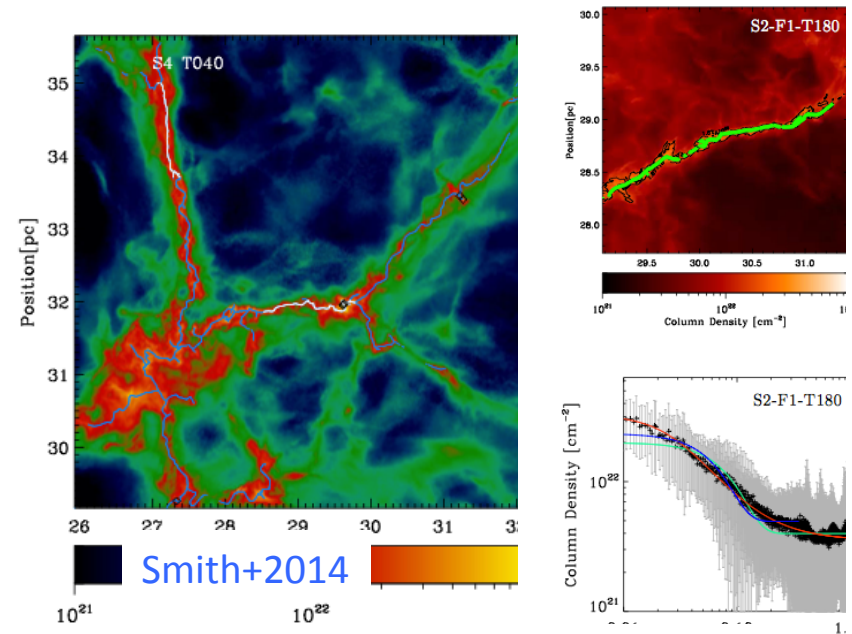 S4 T040
35
34
33
32
31
30
Position[pc]
26 27 28 29 30 31
Smith+2014
10^21 10^22
S2-F1-T180
30.0
29.5
29.0
28.5
28.0
Position[pc]
29.5 30.0 30.5 31.0
10^21 10^22
Column Density [cm^-2]
S2-F1-T180
10^22
10^21
Column Density [cm^-2]